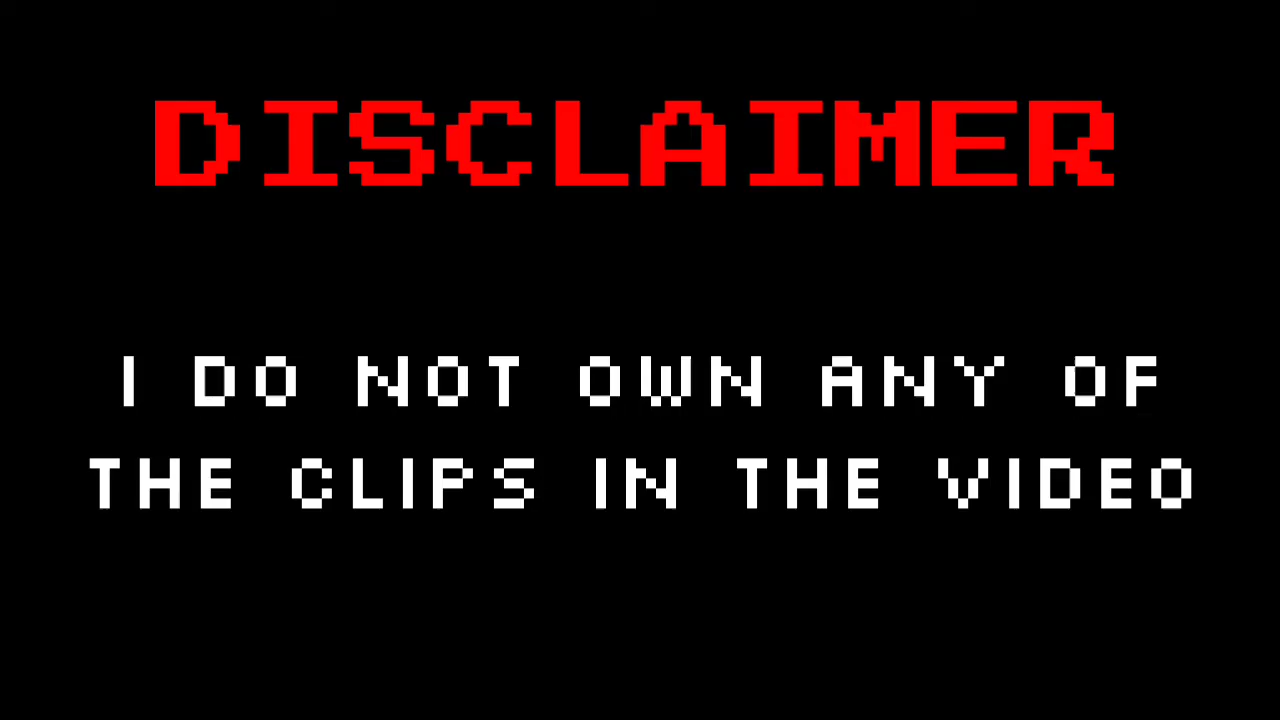 DISCLAIMER
I DO NOT OWN ANY OF
THE CLIPS IN THE VIDEO